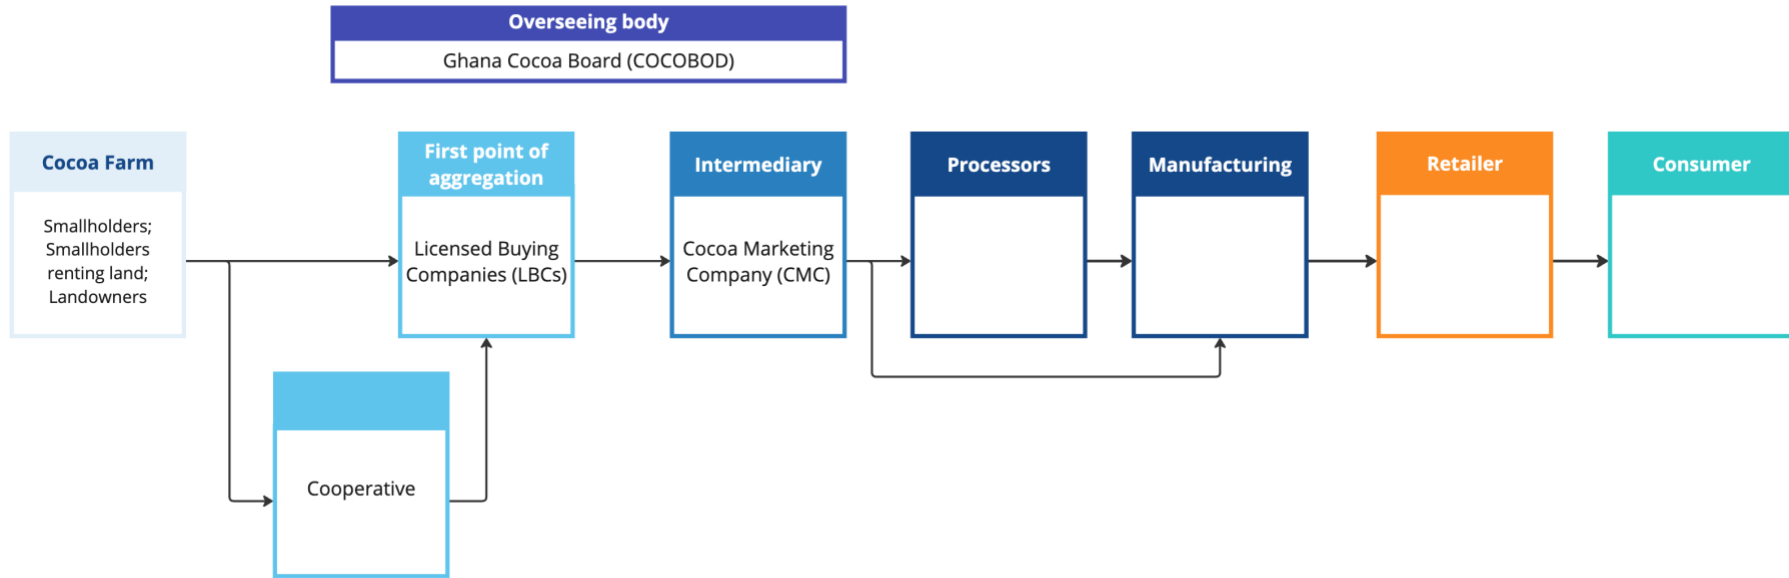 Overseeing body
Ghana Cocoa Board (COCOBOD)
Cocoa Farm
Smallholders;
Smallholders
renting land;
Landowners
First point of
aggregation
Licensed Buying
Companies (LBCs)
Intermediary
Cocoa Marketing
Company (CMC)
Processors
Manufacturing
Retailer
Consumer
Cooperative